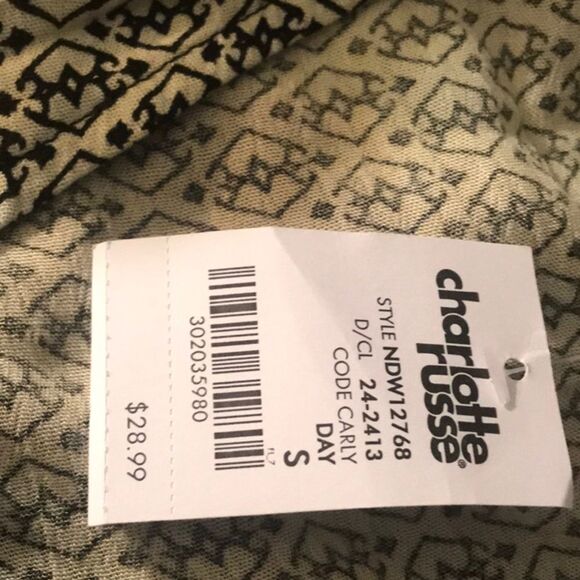 charlotte
russe®
STYLE NDW12768
D/CL 24-2413
CODE CARLY
DAY
S
302035980
$28.99